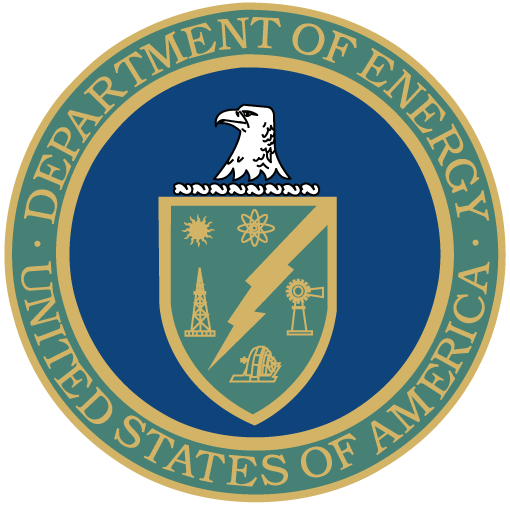 · DEPARTMENT OF ENERGY ·
UNITED STATES OF AMERICA